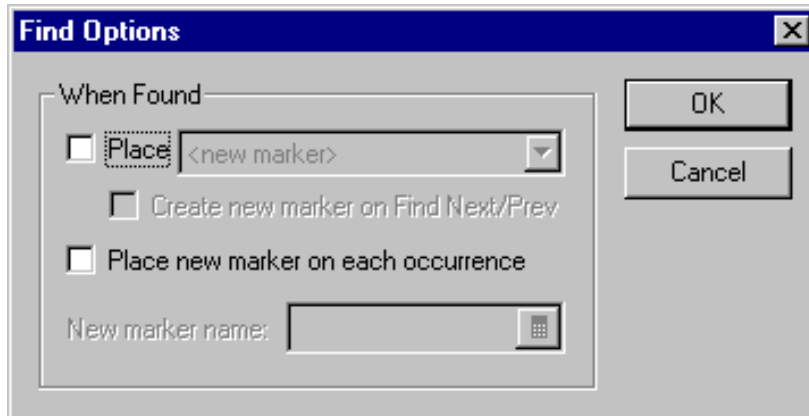 Find Options
When Found
OK
Place <new marker>
Cancel
Create new marker on Find Next/Prev
Place new marker on each occurrence
New marker name: